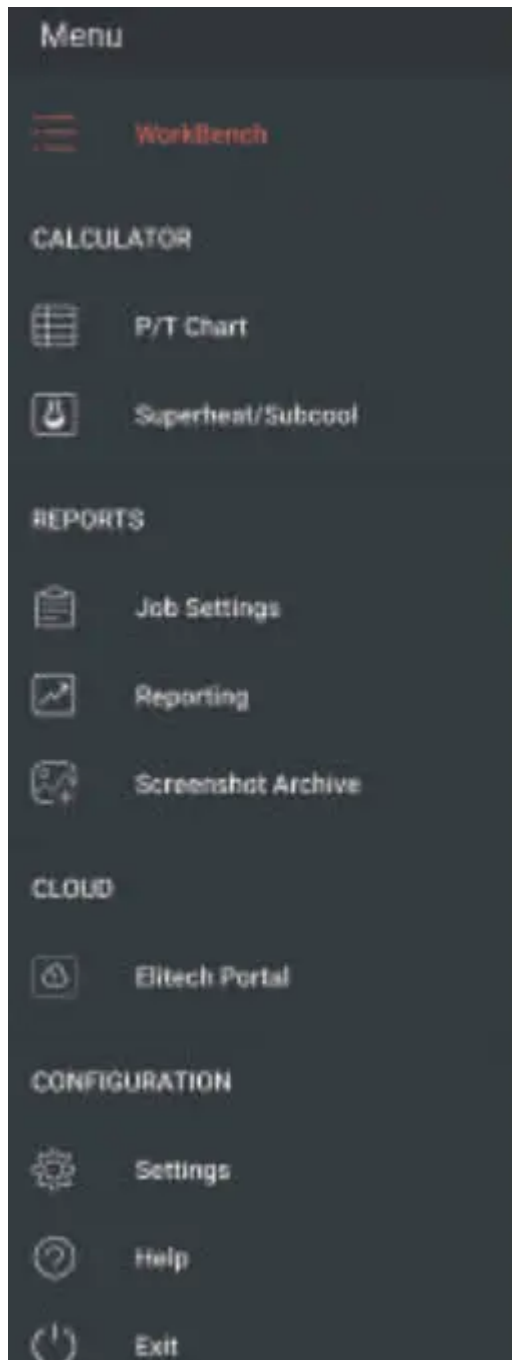 Menu
WorkBench
CALCULATOR
P/T Chart
Superheat/Subcool
REPORTS
Job Settings
Reporting
Screenshot Archive
CLOUD
Elitech Portal
CONFIGURATION
Settings
Help
Exit